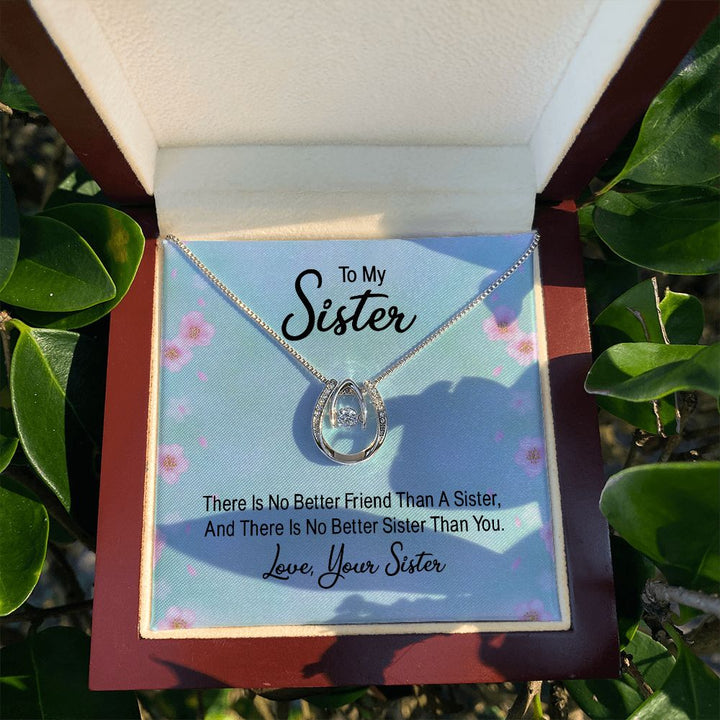 To My
Sister
There Is No Better Friend Than A Sister,
And There Is No Better Sister Than You.
Love, Your Sister